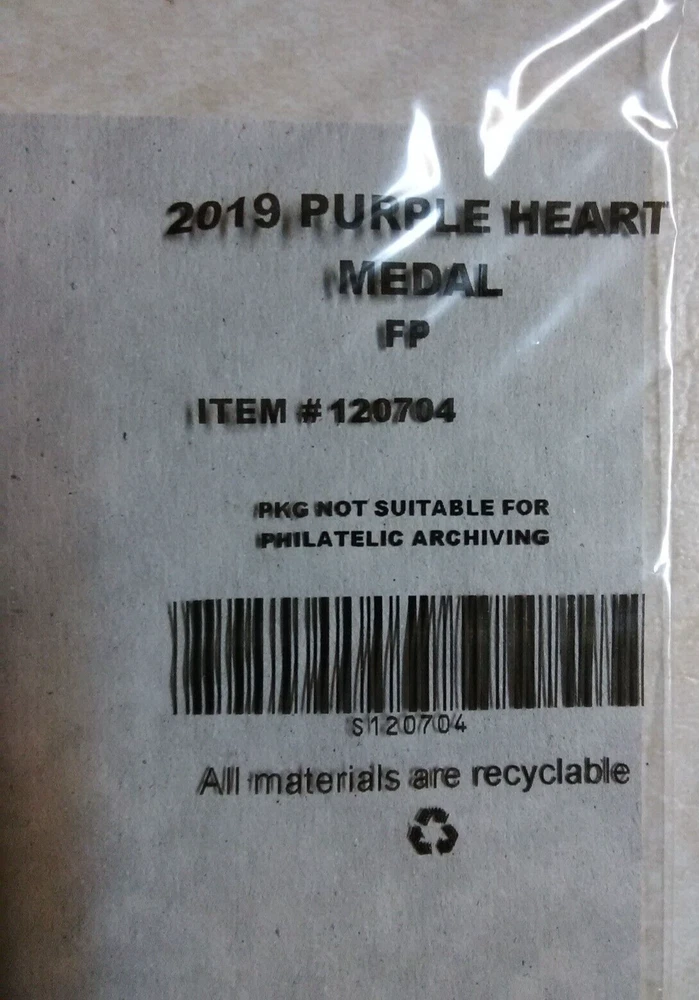 2019 PURPLE HEART
MEDAL
FP
ITEM # 120704
PKG NOT SUITABLE FOR
PHILATELIC ARCHIVING
S120704
All materials are recyclable